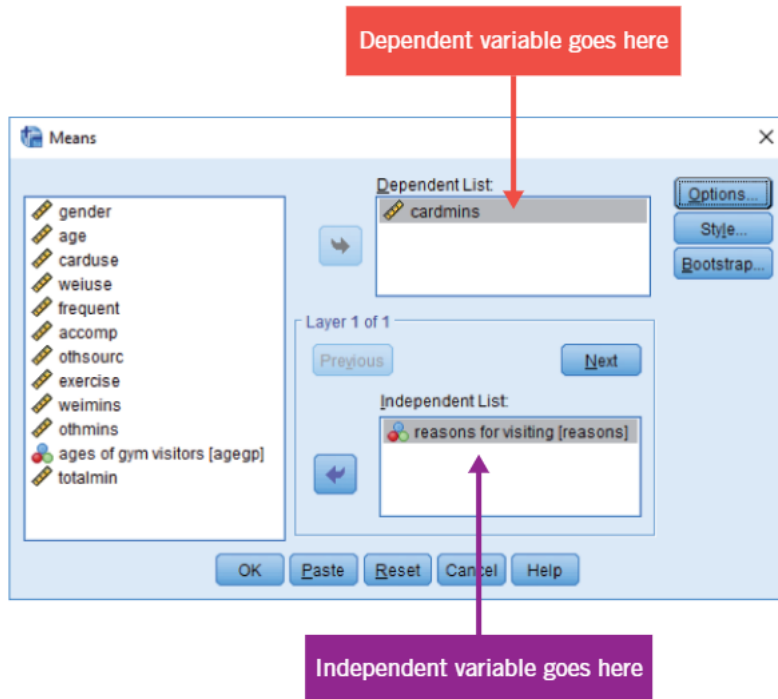 Dependent variable goes here
Means
Dependent List:
cardmins
Options...
Style...
Bootstrap...
gender
age
carduse
weiuse
frequent
accomp
othsourc
exercise
weimins
othmins
ages of gym visitors [agegp]
totalmin
Layer 1 of 1
Previous
Next
Independent List:
reasons for visiting [reasons]
OK
Paste
Reset
Cancel
Help
Independent variable goes here